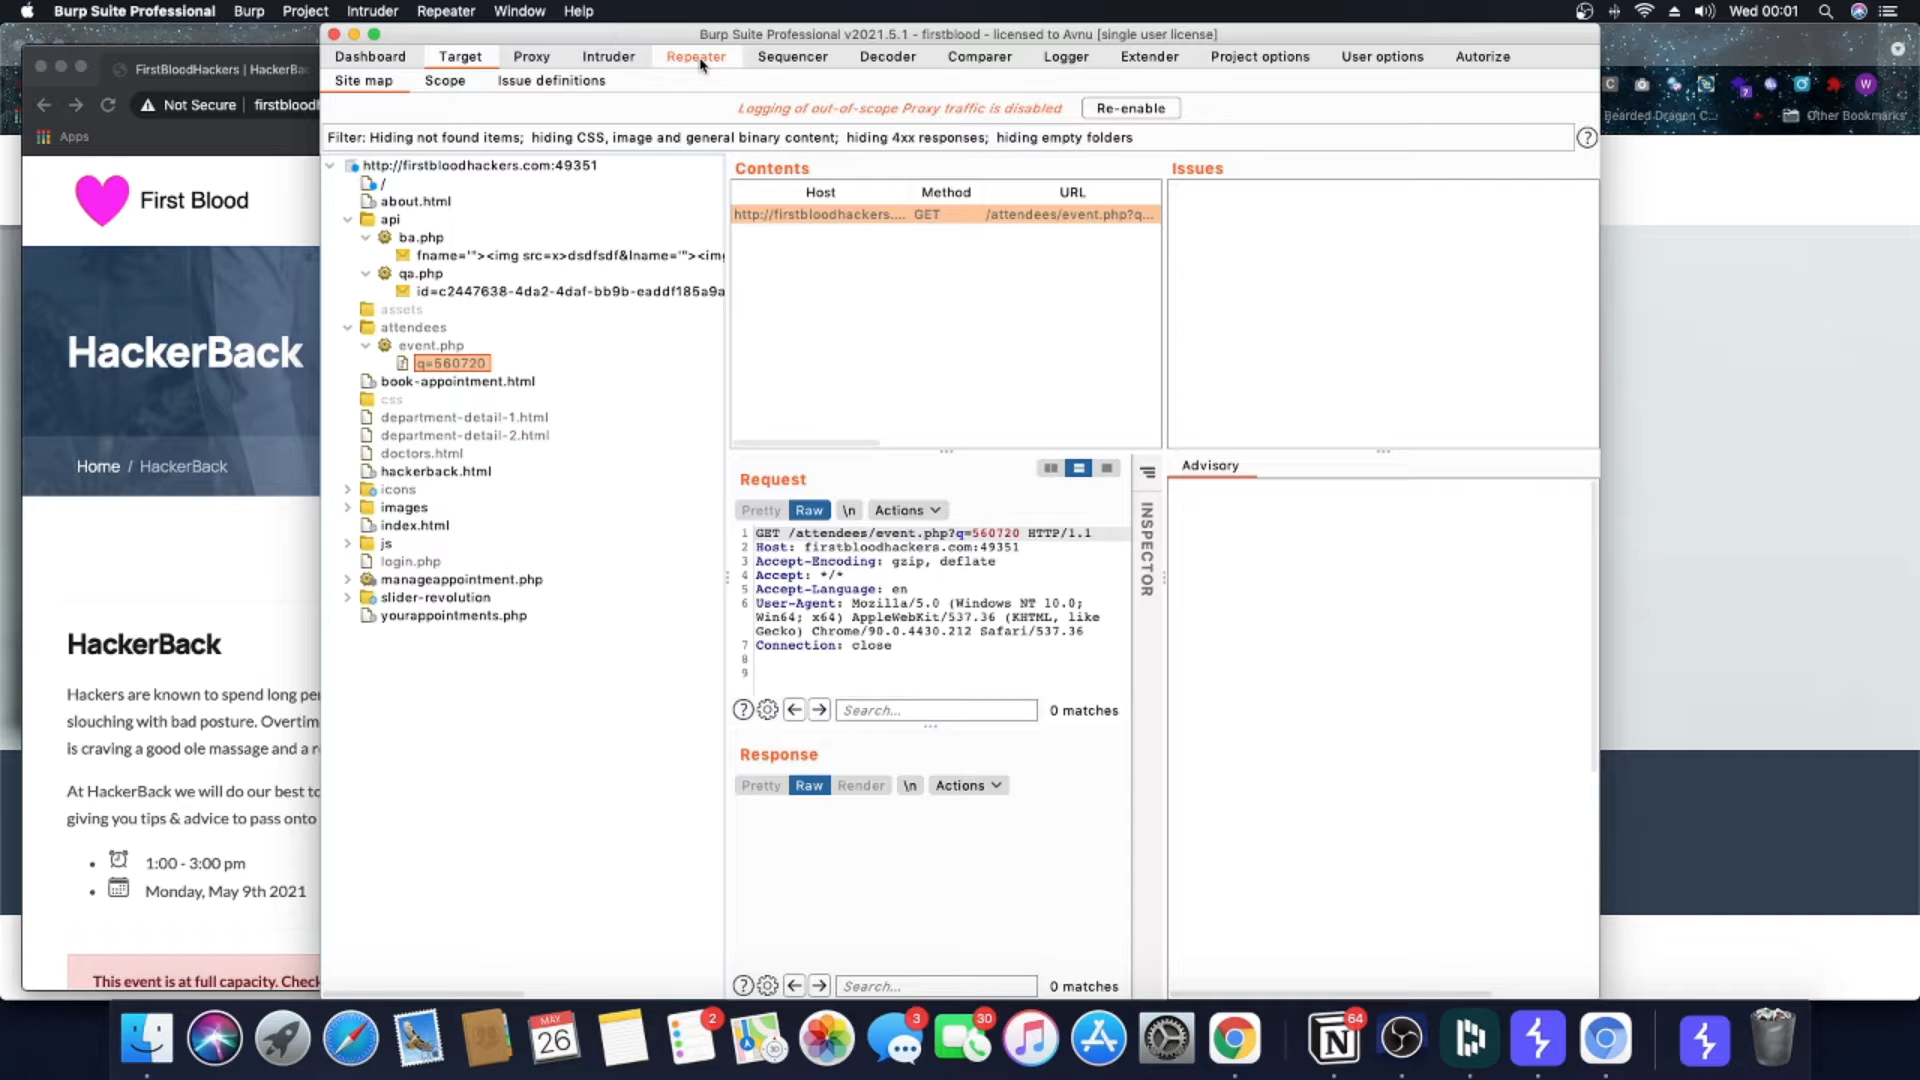 Burp Suite Professional Burp Project Intruder Repeater Window Help
Wed 00:01
Burp Suite Professional v2021.5.1 - firstblood - licensed to Avnu [single user license]
Dashboard Target Proxy Intruder Repeater Sequencer Decoder Comparer Logger Extender Project options User options Autorize
Site map Scope Issue definitions
Logging of out-of-scope Proxy traffic is disabled Re-enable
Filter: Hiding not found items; hiding CSS, image and general binary content; hiding 4xx responses; hiding empty folders
FirstBloodHackers | HackerBac
Not Secure firstbloodh
Apps
First Blood
HackerBack
Home / HackerBack
HackerBack
Hackers are known to spend long per
slouching with bad posture. Overtim
is craving a good ole massage and a r
At HackerBack we will do our best to
giving you tips & advice to pass onto
1:00 - 3:00 pm
Monday, May 9th 2021
This event is at full capacity. Check
http://firstbloodhackers.com:49351
/
about.html
api
ba.php
fname='"><img src=x>dsdfsdf&lname='"><img
qa.php
id=c2447638-4da2-4daf-bb9b-eaddf185a9a
assets
attendees
event.php
q=560720
book-appointment.html
css
department-detail-1.html
department-detail-2.html
doctors.html
hackerback.html
icons
images
index.html
js
login.php
manageappointment.php
slider-revolution
yourappointments.php
Contents
Host Method URL
http://firstbloodhackers.... GET /attendees/event.php?q...
Issues
Request
Pretty Raw \n Actions
1 GET /attendees/event.php?q=560720 HTTP/1.1
2 Host: firstbloodhackers.com:49351
3 Accept-Encoding: gzip, deflate
4 Accept: */*
5 Accept-Language: en
6 User-Agent: Mozilla/5.0 (Windows NT 10.0;
Win64; x64) AppleWebKit/537.36 (KHTML, like
Gecko) Chrome/90.0.4430.212 Safari/537.36
7 Connection: close
8
9
Search... 0 matches
INSPECTOR
Response
Pretty Raw Render \n Actions
Search... 0 matches
Advisory
W
Bearded Dragon C... Other Bookmarks
MAY
26
2
3
30
64